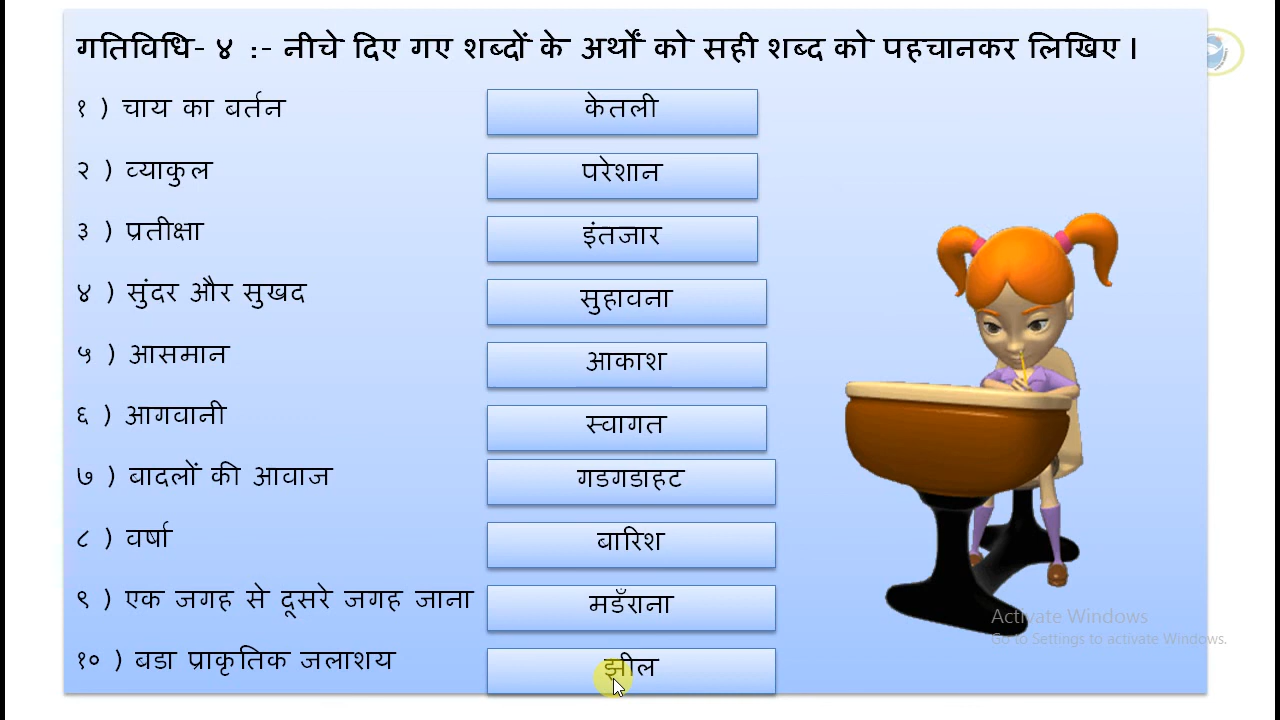 गतिविधि- ४ :- नीचे दिए गए शब्दों के अर्थों को सही शब्द को पहचानकर लिखिए ।
१ ) चाय का बर्तन केतली
२ ) व्याकुल परेशान
३ ) प्रतीक्षा इंतजार
४ ) सुंदर और सुखद सुहावना
५ ) आसमान आकाश
६ ) आगवानी स्वागत
७ ) बादलों की आवाज गडगडाहट
८ ) वर्षा बारिश
९ ) एक जगह से दूसरे जगह जाना मडँराना
१० ) बडा प्राकृतिक जलाशय झील
Activate Windows
Go to Settings to activate Windows.